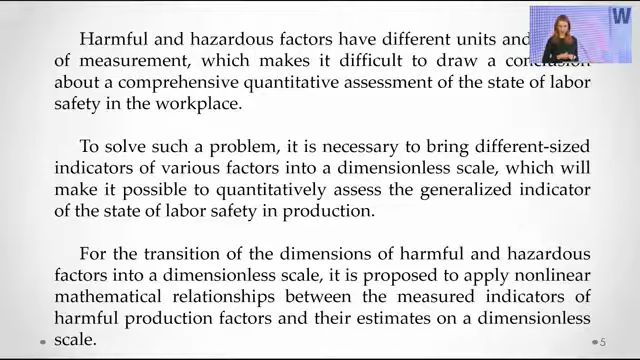 Harmful and hazardous factors have different units and
of measurement, which makes it difficult to draw a conclusion
about a comprehensive quantitative assessment of the state of labor
safety in the workplace.
To solve such a problem, it is necessary to bring different-sized
indicators of various factors into a dimensionless scale, which will
make it possible to quantitatively assess the generalized indicator
of the state of labor safety in production.
For the transition of the dimensions of harmful and hazardous
factors into a dimensionless scale, it is proposed to apply nonlinear
mathematical relationships between the measured indicators of
harmful production factors and their estimates on a dimensionless
scale.
5
W